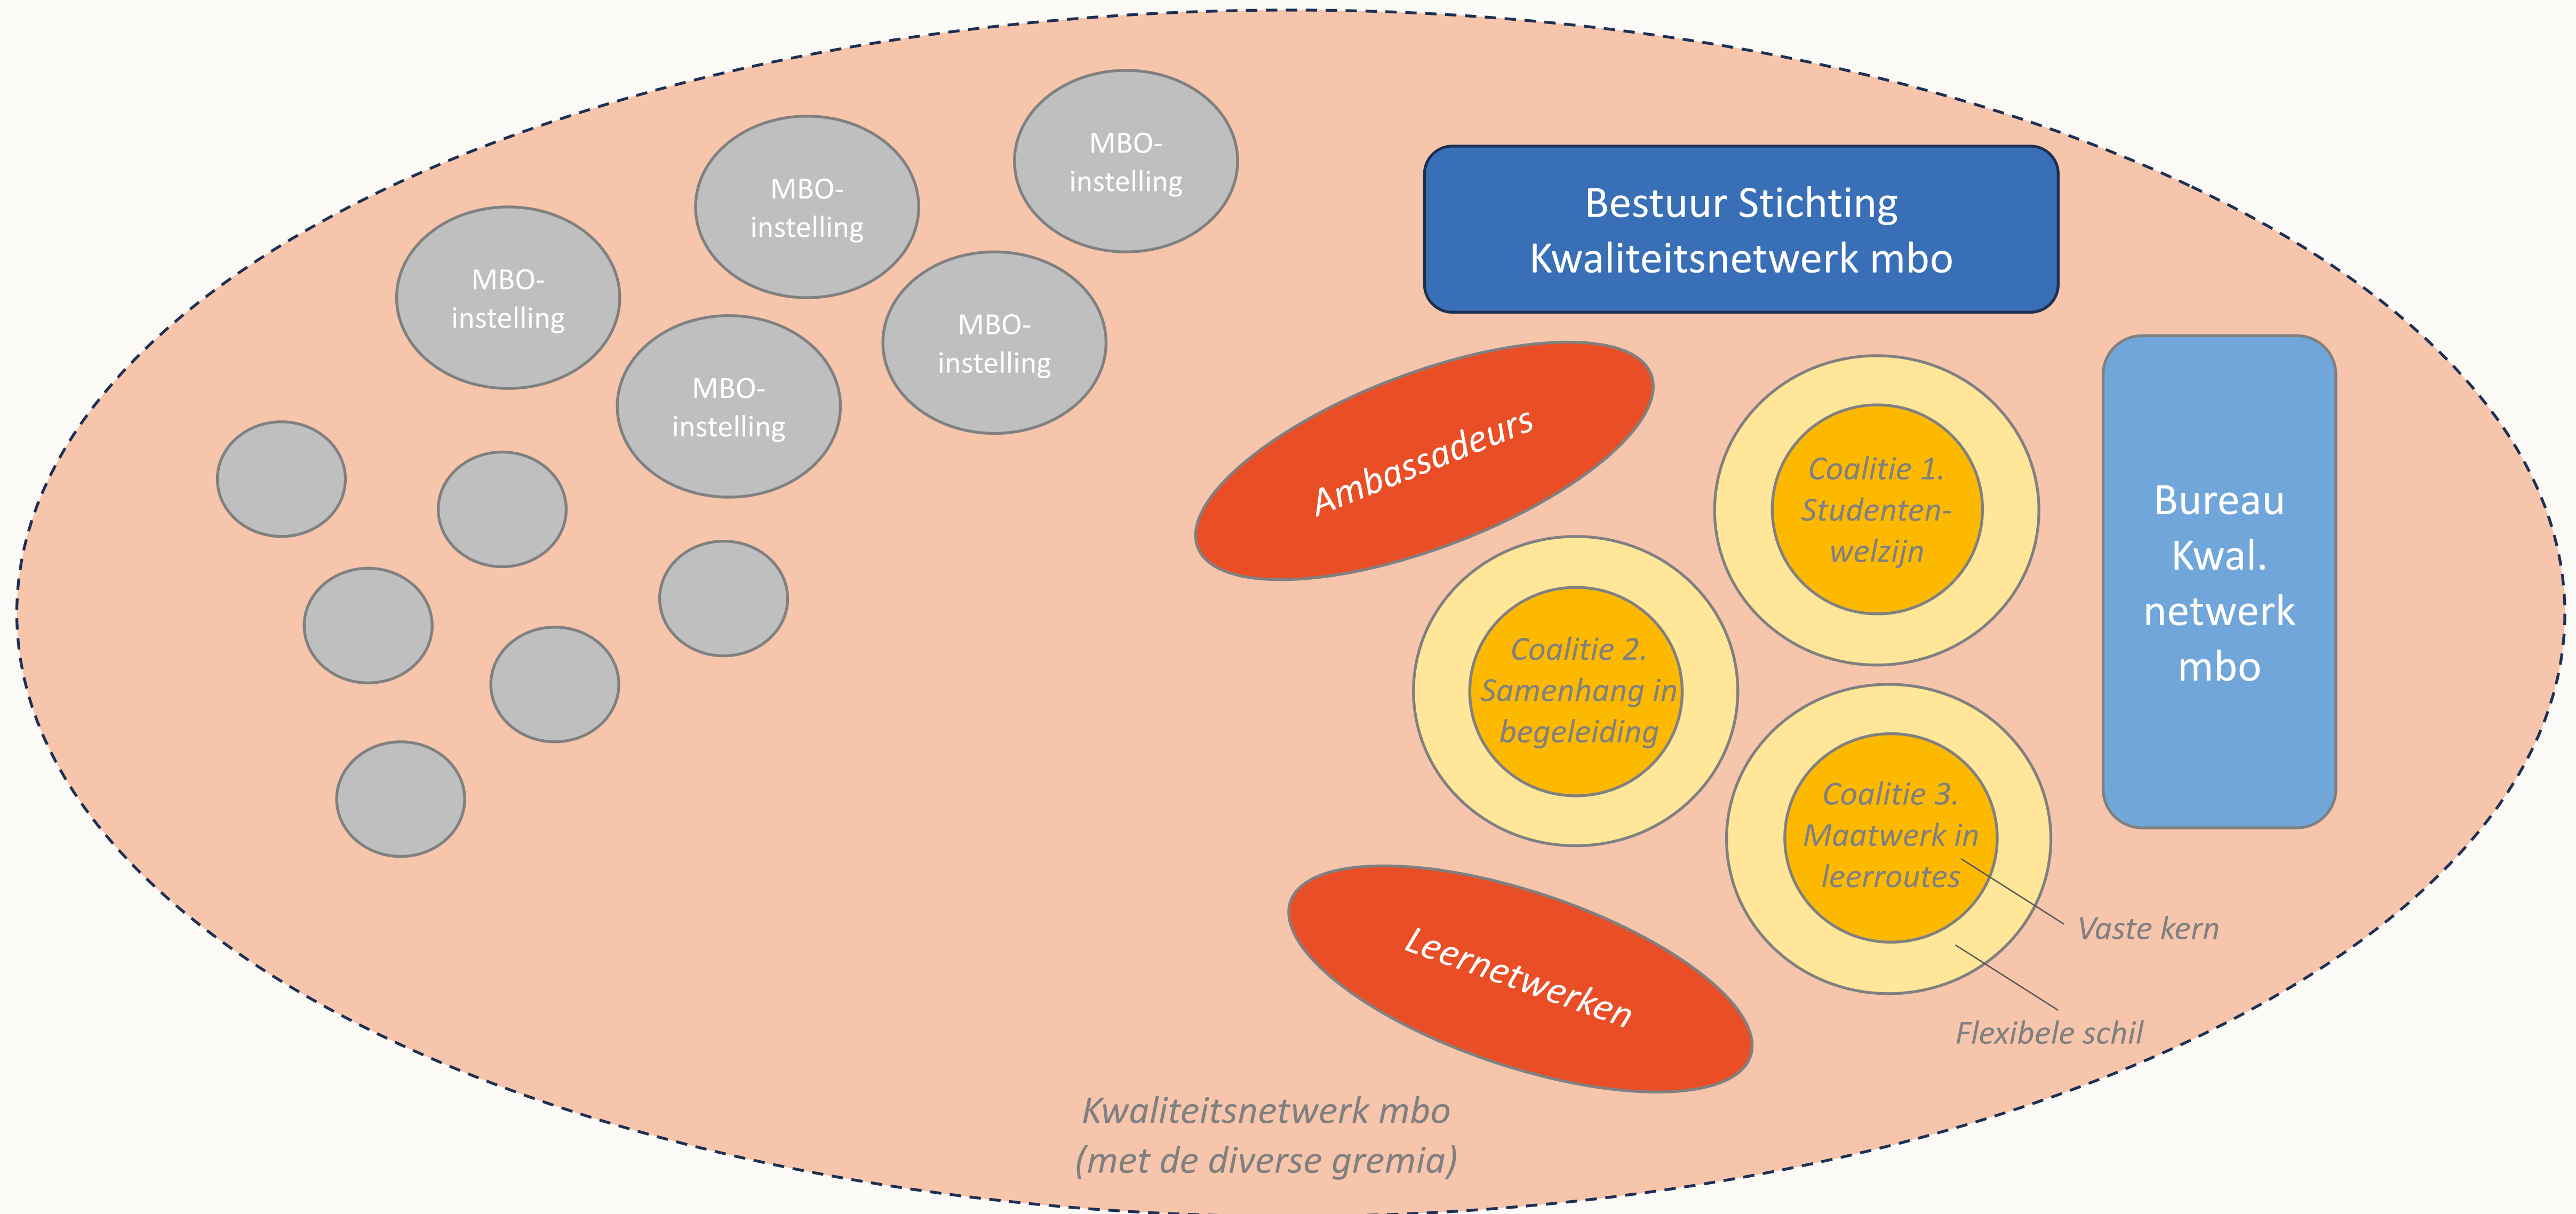 MBO-
instelling
MBO-
instelling
MBO-
instelling
MBO-
instelling
MBO-
instelling
Bestuur Stichting
Kwaliteitsnetwerk mbo
Ambassadeurs
Coalitie 1.
Studenten-
welzijn
Coalitie 2.
Samenhang in
begeleiding
Coalitie 3.
Maatwerk in
leerroutes
Bureau
Kwal.
netwerk
mbo
Vaste kern
Flexibele schil
Leernetwerken
Kwaliteitsnetwerk mbo
(met de diverse gremia)